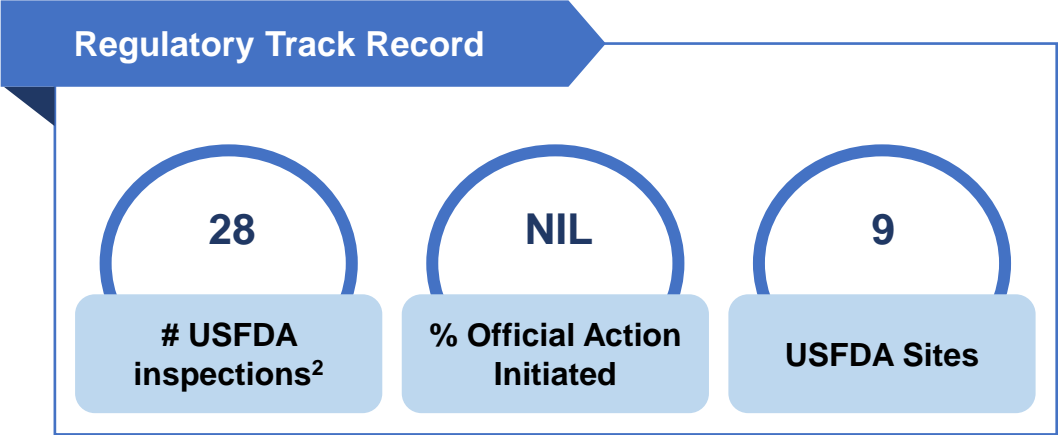 Regulatory Track Record
28
# USFDA
inspections²
NIL
% Official Action
Initiated
9
USFDA Sites